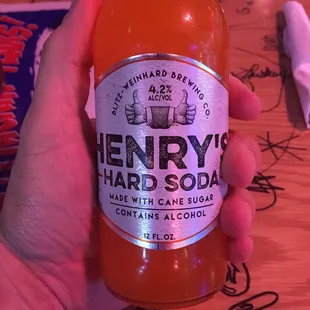 BLITZ-WEINHARD BREWING CO.
4.2%
ALC/VOL
HENRY'S
HARD SODA
MADE WITH CANE SUGAR
CONTAINS ALCOHOL
12 FL. OZ.